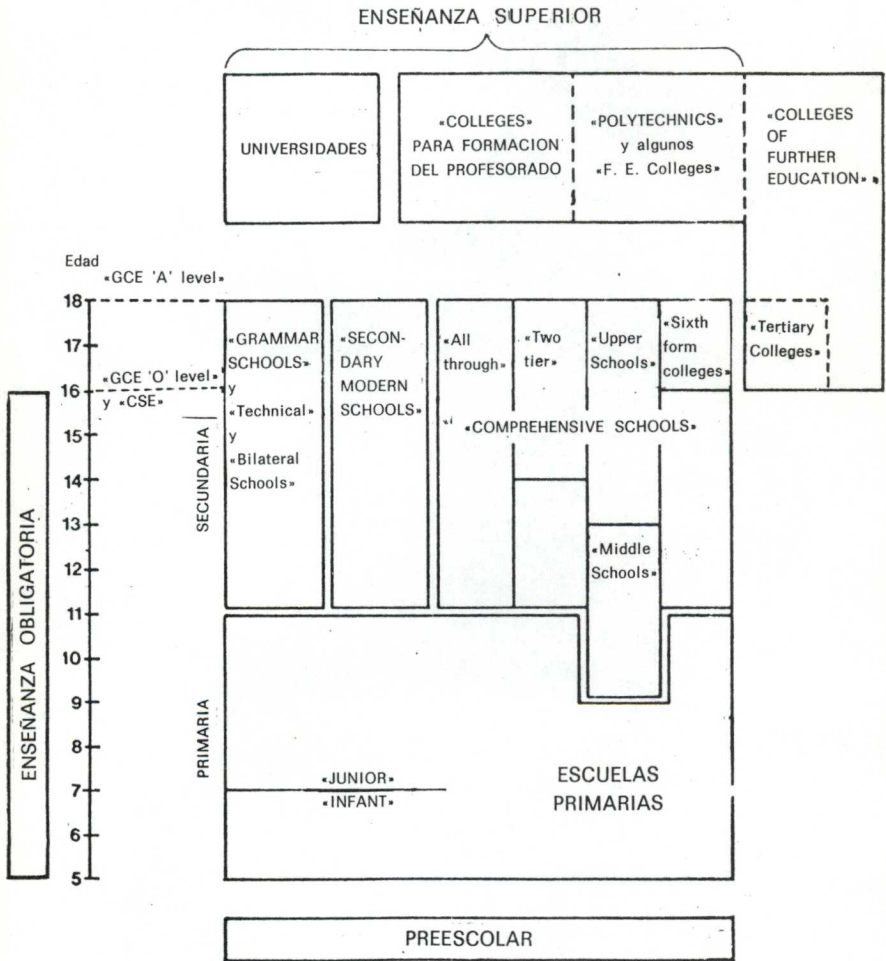 ENSEÑANZA SUPERIOR
UNIVERSIDADES
«COLLEGES»
PARA FORMACION
DEL PROFESORADO
«POLYTECHNICS»
y algunos
«F. E. Colleges»
«COLLEGES
OF
FURTHER
EDUCATION»
Edad
«GCE 'A' level»
18
17
«GCE 'O' level»
16
y «CSE»
15
14
13
12
11
10
9
8
7
6
5
ENSEÑANZA OBLIGATORIA
SECUNDARIA
PRIMARIA
«GRAMMAR
SCHOOLS»
y
«Technical»
y
«Bilateral
Schools»
«SECON-
DARY
MODERN
SCHOOLS»
«All
through»
«Two
tier»
«Upper
Schools»
«Sixth
form
colleges»
«Tertiary
Colleges»
«COMPREHENSIVE SCHOOLS»
«Middle
Schools»
«JUNIOR»
«INFANT»
ESCUELAS
PRIMARIAS
PREESCOLAR